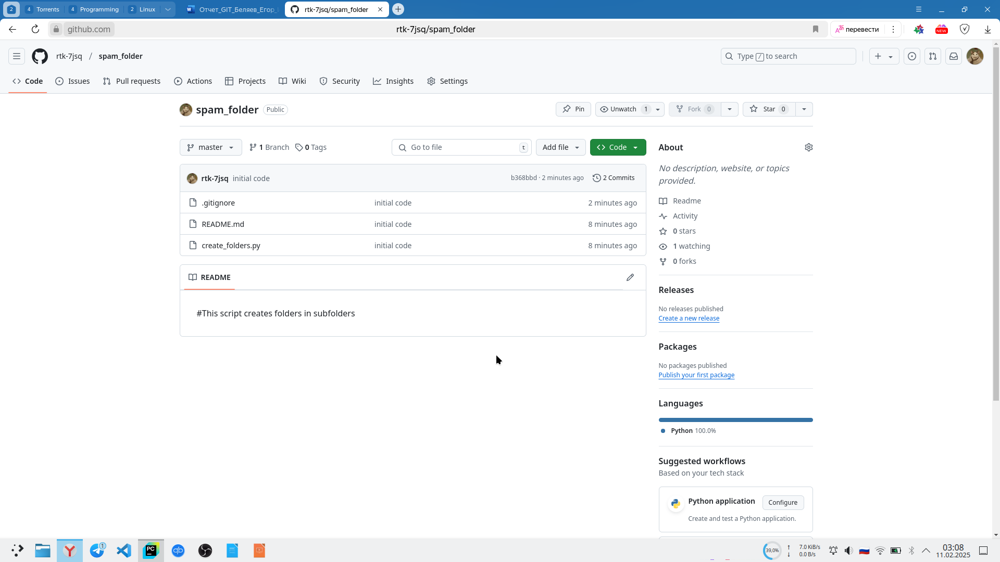 2
4 Torrents
4 Programming
2 Linux
Отчет_GIT_Беляев_Егор_
rtk-7jsq/spam_folder
github.com
rtk-7jsq/spam_folder
перевести
NEW
rtk-7jsq / spam_folder
Type / to search
Code
Issues
Pull requests
Actions
Projects
Wiki
Security
Insights
Settings
spam_folder Public
Pin
Unwatch 1
Fork 0
Star 0
master
1 Branch
0 Tags
Go to file t
Add file
Code
rtk-7jsq initial code
b368bbd · 2 minutes ago
2 Commits
.gitignore initial code 2 minutes ago
README.md initial code 8 minutes ago
create_folders.py initial code 8 minutes ago
README
#This script creates folders in subfolders
About
No description, website, or topics
provided.
Readme
Activity
0 stars
1 watching
0 forks
Releases
No releases published
Create a new release
Packages
No packages published
Publish your first package
Languages
Python 100.0%
Suggested workflows
Based on your tech stack
Python application
Configure
Create and test a Python application.
1
PC
qb
39,0%
7.0 KiB/s
0.0 B/s
03:08
11.02.2025